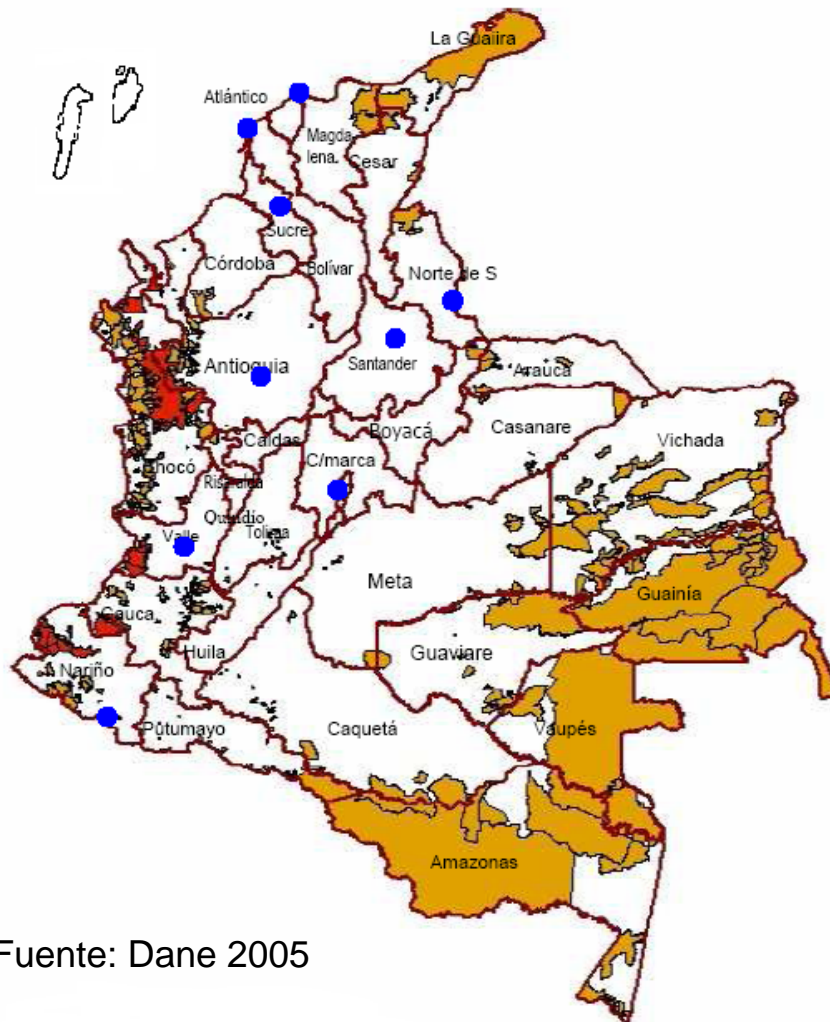 La Guajira
Atlántico
Magda
lena.
Cesar
Sucre
Córdoba
Bolívar
Norte de S
Antioquia
Santander
Arauca
Caldas
Boyacá
Casanare
Vichada
C/marca
Chocó
Risaralda
Quindío
Tolima
Valle
Meta
Guainía
Cauca
Huila
Guaviare
Nariño
Putumayo
Caquetá
Vaupés
Amazonas
Fuente: Dane 2005